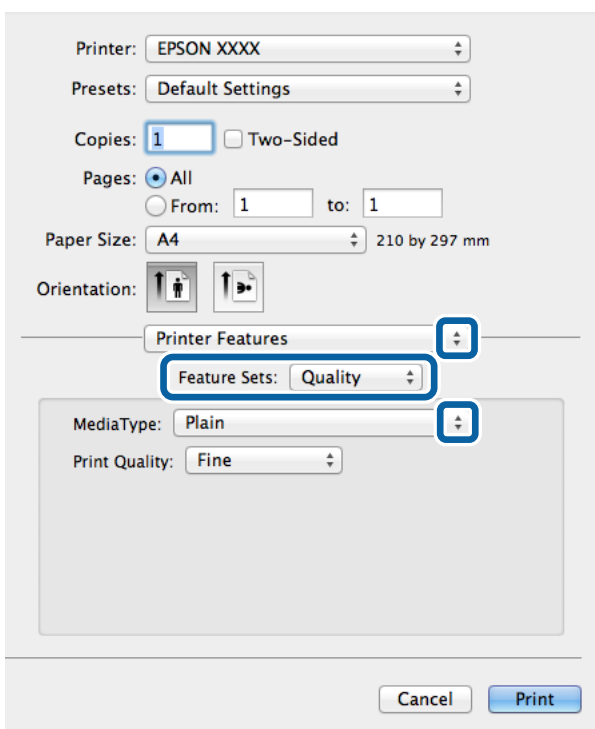 Printer: EPSON XXXX
Presets: Default Settings
Copies: 1 Two-Sided
Pages: All
From: 1 to: 1
Paper Size: A4 210 by 297 mm
Orientation:
Printer Features
Feature Sets: Quality
MediaType: Plain
Print Quality: Fine
Cancel Print